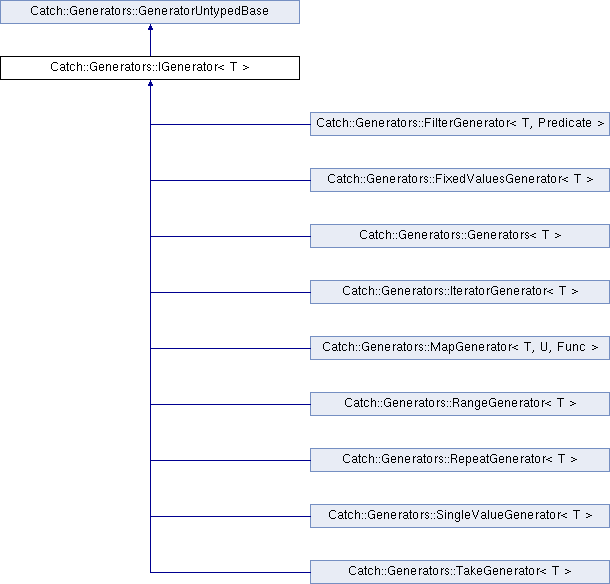 Catch::Generators::GeneratorUntypedBase
Catch::Generators::IGenerator< T >
Catch::Generators::FilterGenerator< T, Predicate >
Catch::Generators::FixedValuesGenerator< T >
Catch::Generators::Generators< T >
Catch::Generators::IteratorGenerator< T >
Catch::Generators::MapGenerator< T, U, Func >
Catch::Generators::RangeGenerator< T >
Catch::Generators::RepeatGenerator< T >
Catch::Generators::SingleValueGenerator< T >
Catch::Generators::TakeGenerator< T >